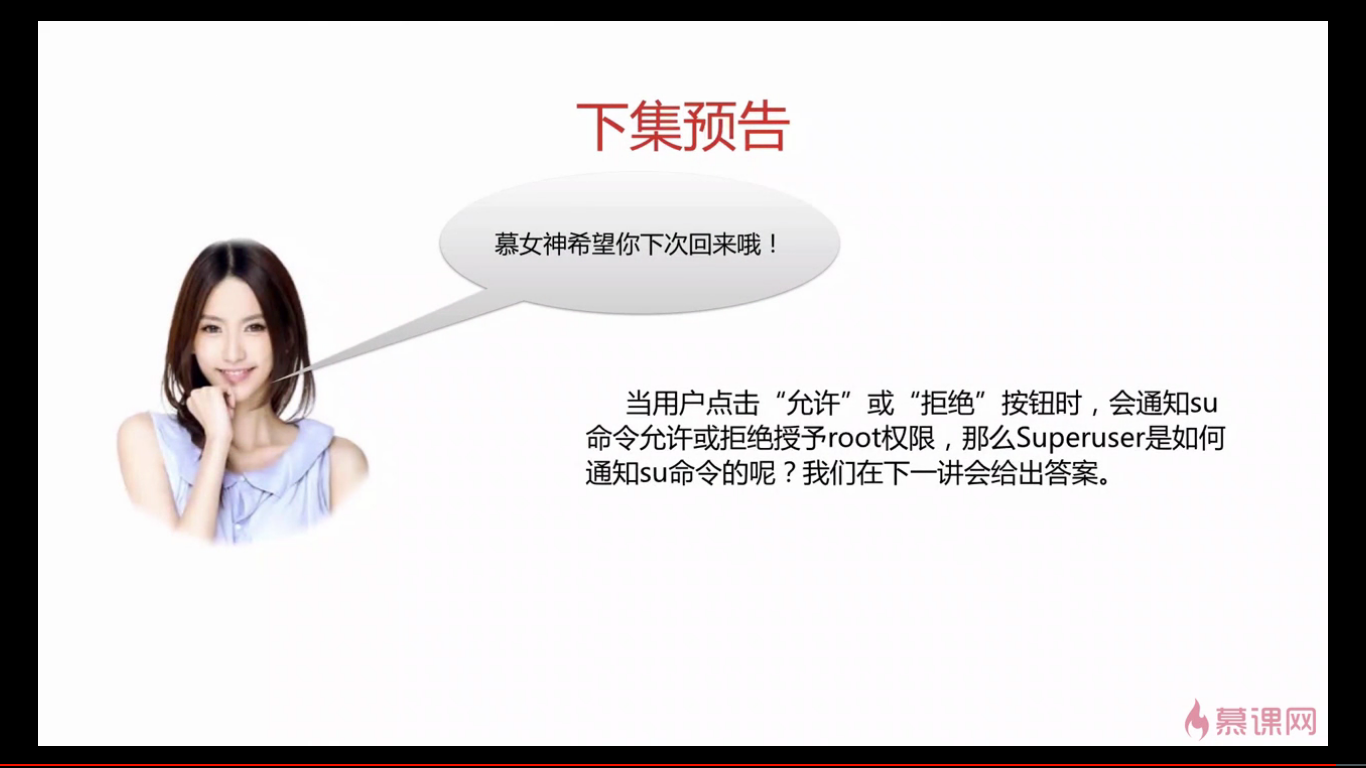 下集预告
慕女神希望你下次回来哦！
当用户点击“允许”或“拒绝”按钮时，会通知su
命令允许或拒绝授予root权限，那么Superuser是如何
通知su命令的呢？我们在下一讲会给出答案。
慕课网